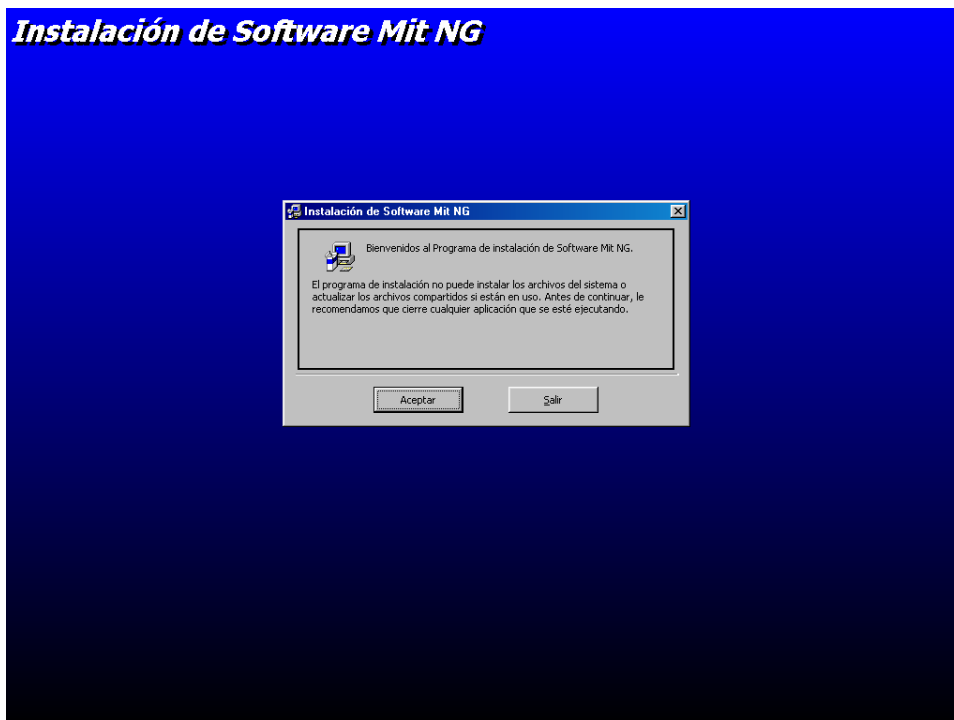 Instalación de Software Mit NG
Instalación de Software Mit NG
Bienvenidos al Programa de instalación de Software Mit NG.
El programa de instalación no puede instalar los archivos del sistema o
actualizar los archivos compartidos si están en uso. Antes de continuar, le
recomendamos que cierre cualquier aplicación que se esté ejecutando.
Aceptar
Salir